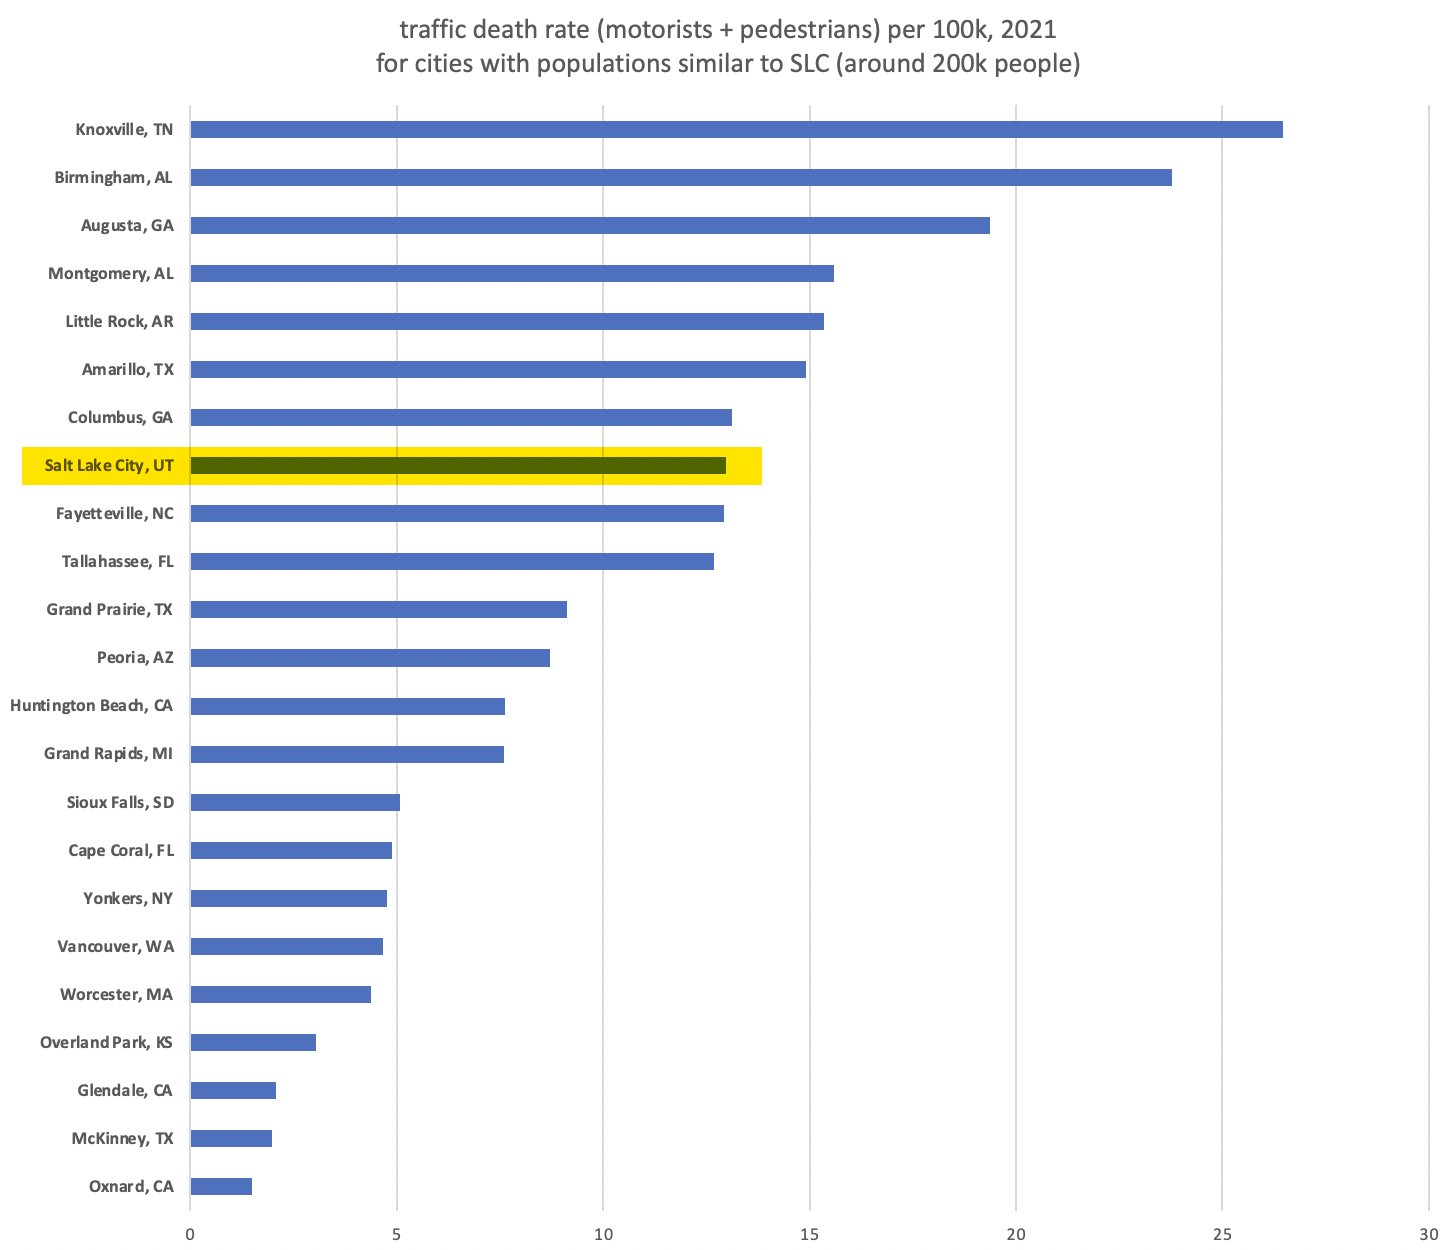 traffic death rate (motorists + pedestrians) per 100k, 2021
for cities with populations similar to SLC (around 200k people)
Knoxville, TN
Birmingham, AL
Augusta, GA
Montgomery, AL
Little Rock, AR
Amarillo, TX
Columbus, GA
Salt Lake City, UT
Fayetteville, NC
Tallahassee, FL
Grand Prairie, TX
Peoria, AZ
Huntington Beach, CA
Grand Rapids, MI
Sioux Falls, SD
Cape Coral, FL
Yonkers, NY
Vancouver, WA
Worcester, MA
Overland Park, KS
Glendale, CA
McKinney, TX
Oxnard, CA
0 5 10 15 20 25 30